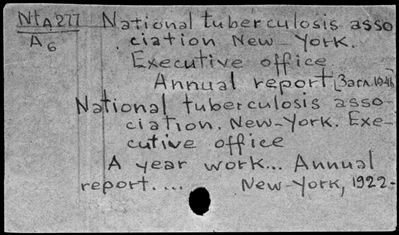 NtA277 National tuberculosis asso
A6 ciation New-York.
Executive office
Annual report
National tuberculosis asso-
ciation. New-York. Exe-
cutive office
A year work... Annual
report.... New-York, 1922.-